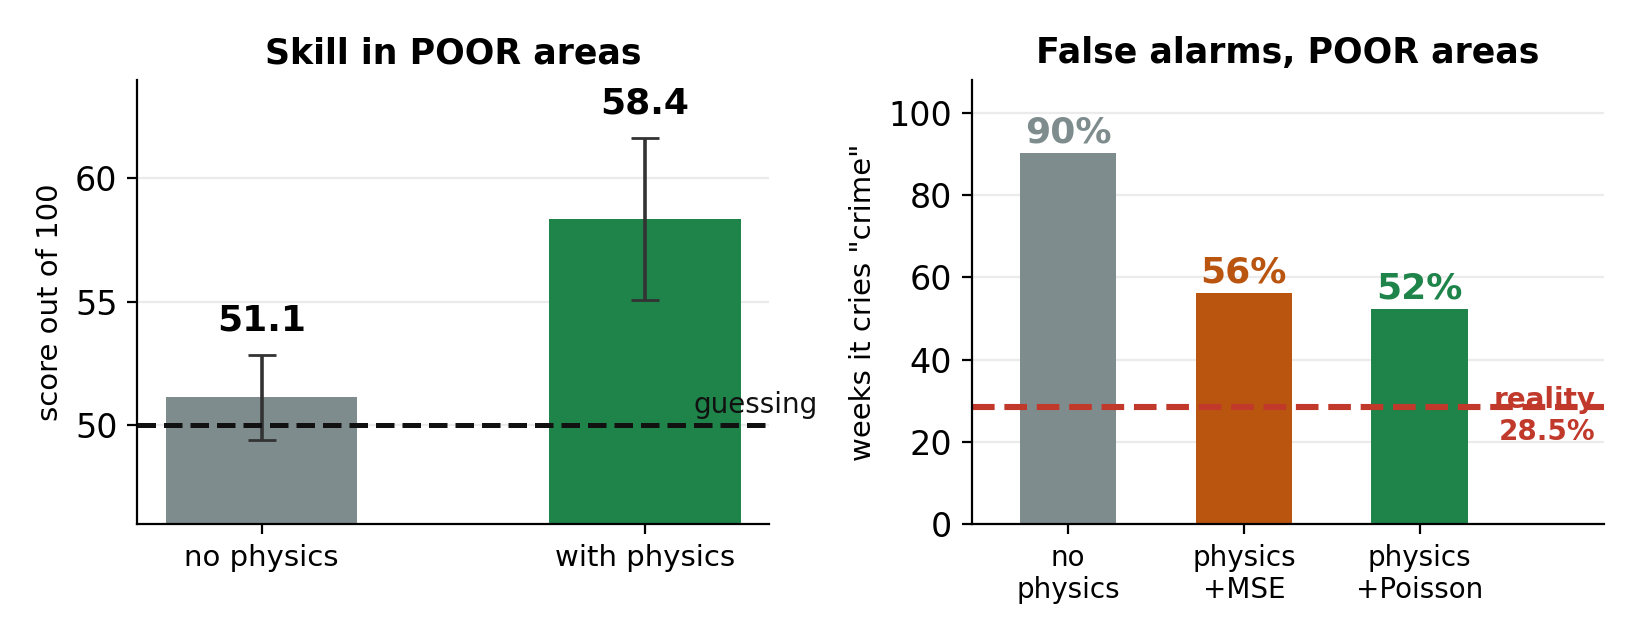 Skill in POOR areas
score out of 100
60
55
50
51.1
58.4
guessing
no physics
with physics
False alarms, POOR areas
weeks it cries "crime"
100
80
60
40
20
0
90%
56%
52%
reality
28.5%
no
physics
physics
+MSE
physics
+Poisson